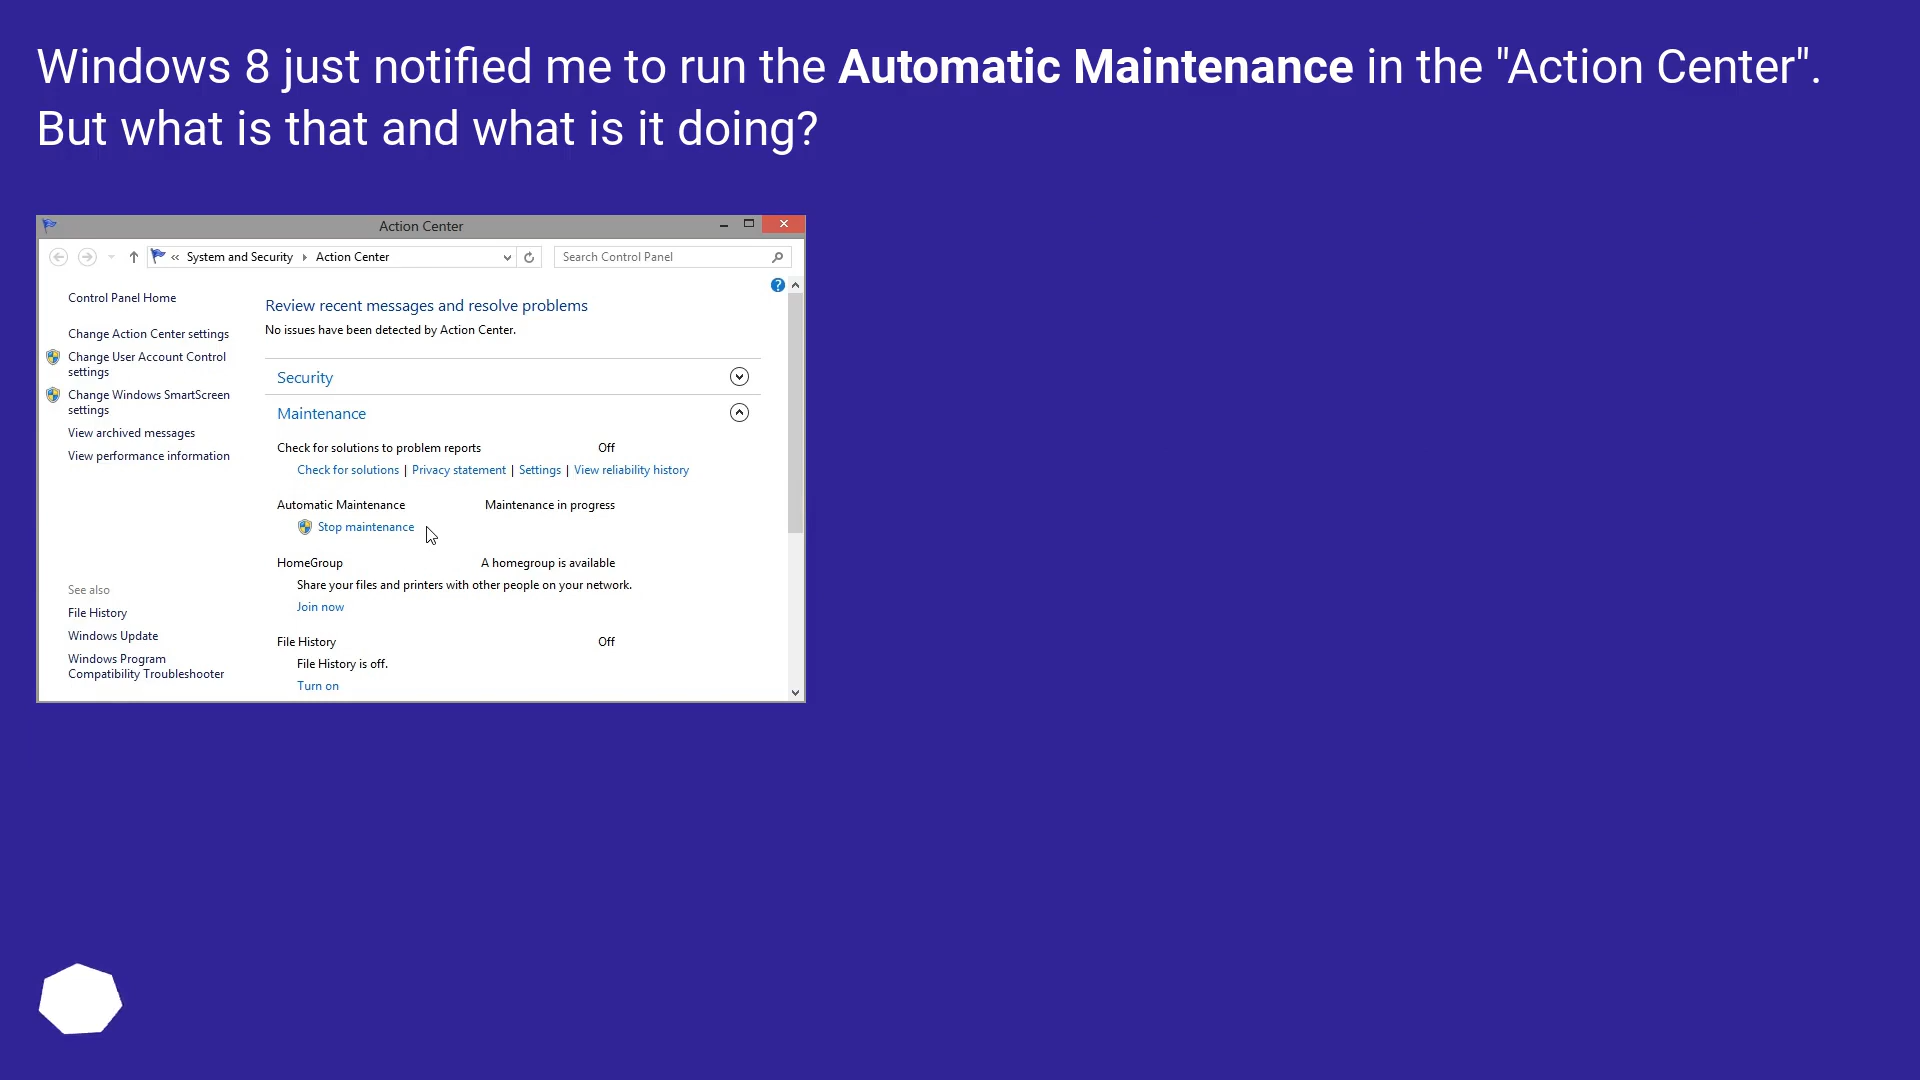 Windows 8 just notified me to run the Automatic Maintenance in the "Action Center".
But what is that and what is it doing?
Action Center
« System and Security Action Center
Search Control Panel
?
Control Panel Home
Change Action Center settings
Change User Account Control
settings
Change Windows SmartScreen
settings
View archived messages
View performance information
See also
File History
Windows Update
Windows Program
Compatibility Troubleshooter
Review recent messages and resolve problems
No issues have been detected by Action Center.
Security
Maintenance
Check for solutions to problem reports Off
Check for solutions | Privacy statement | Settings | View reliability history
Automatic Maintenance Maintenance in progress
Stop maintenance
HomeGroup A homegroup is available
Share your files and printers with other people on your network.
Join now
File History Off
File History is off.
Turn on